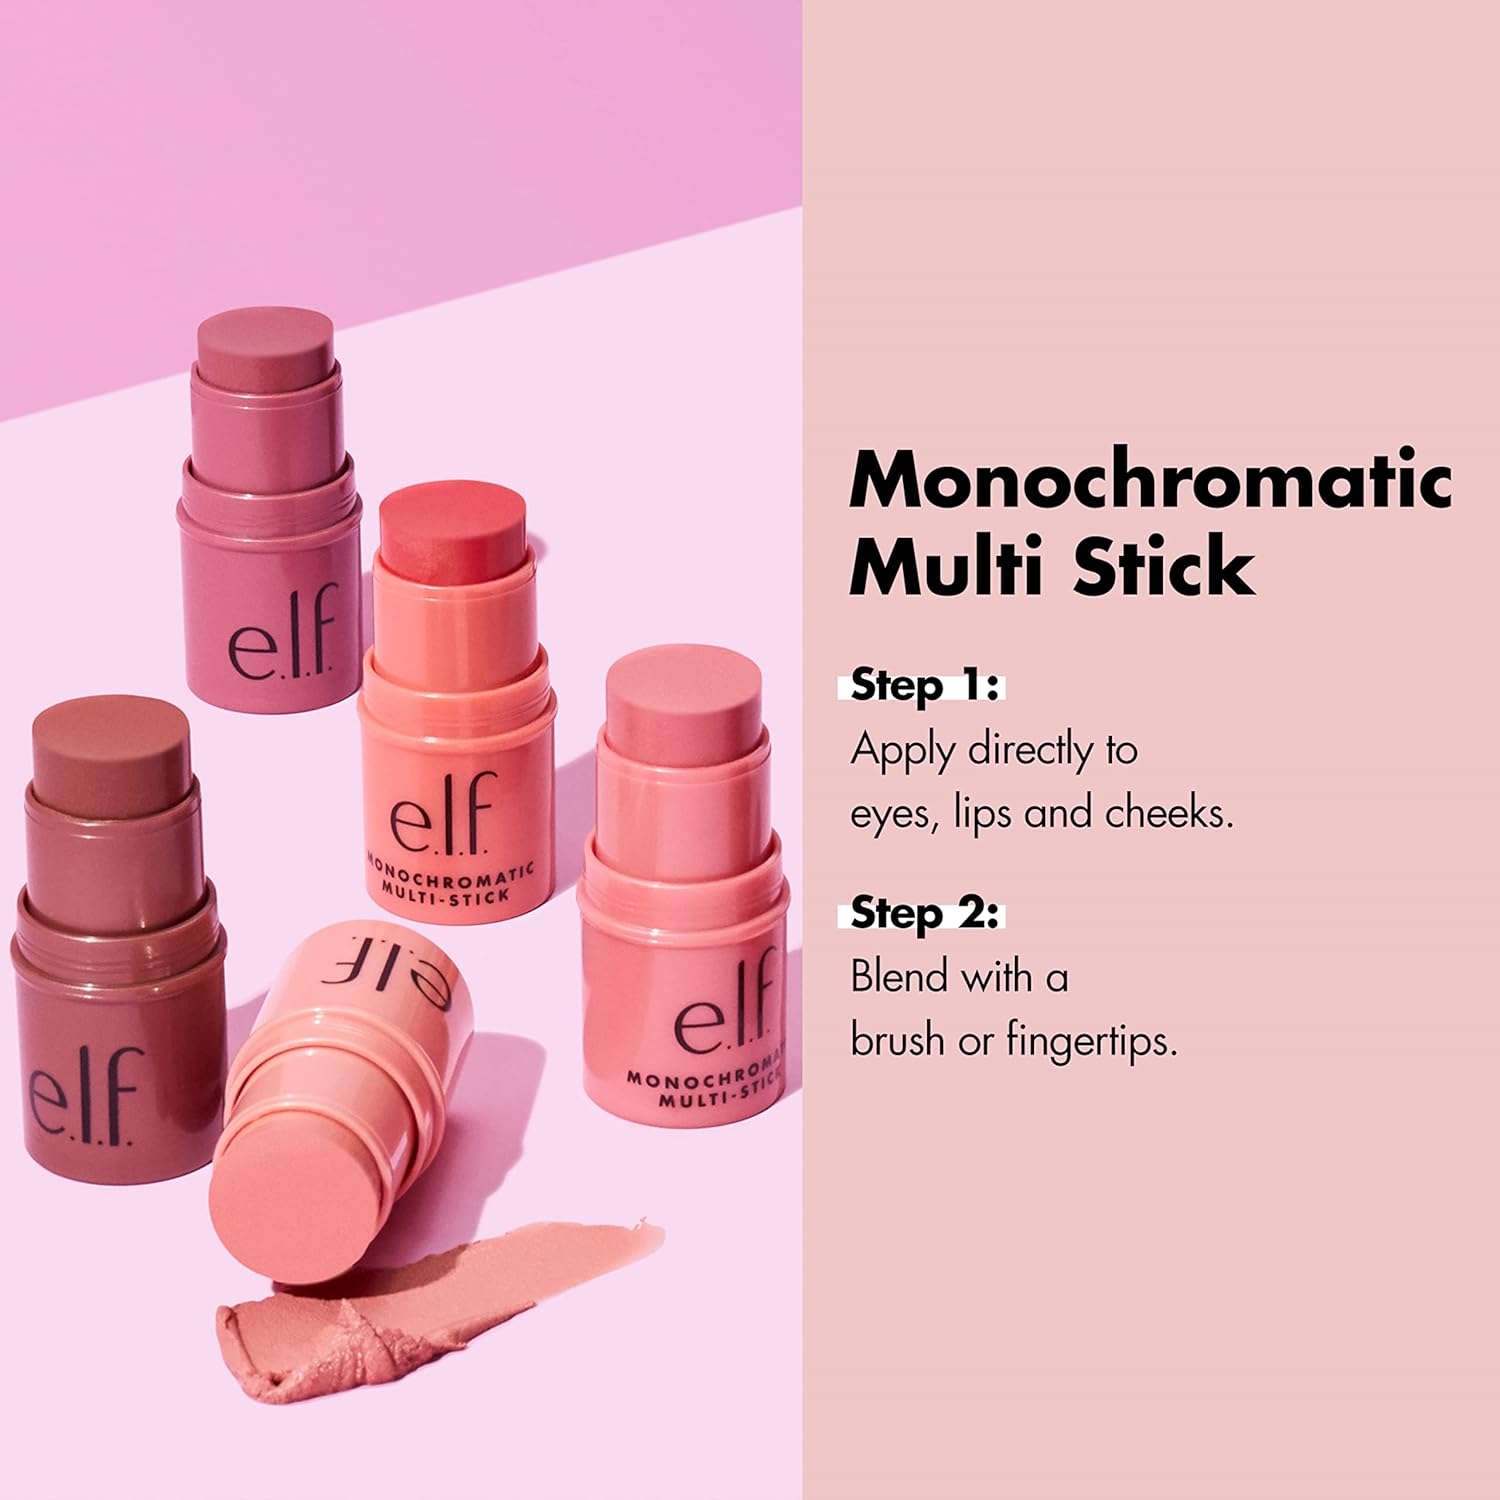 e.l.f.
e.l.f.
MONOCHROMATIC
MULTI-STICK
e.l.f.
MULTI-STICK
e.l.f.
e.l.f.
Monochromatic
Multi Stick
Step 1:
Apply directly to
eyes, lips and cheeks.
Step 2:
Blend with a
brush or fingertips.